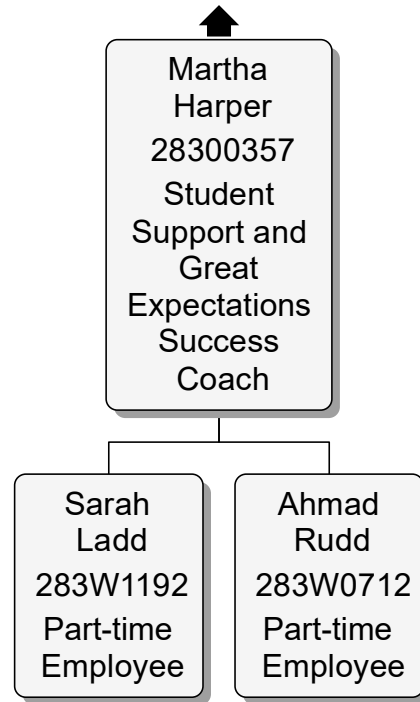 Martha
Harper
28300357
Student
Support and
Great
Expectations
Success
Coach
Sarah
Ladd
283W1192
Part-time
Employee
Ahmad
Rudd
283W0712
Part-time
Employee